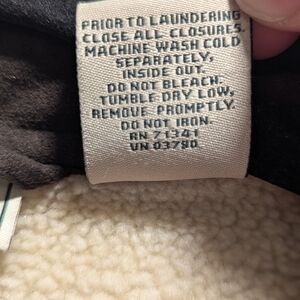 PRIOR TO LAUNDERING
CLOSE ALL CLOSURES.
MACHINE WASH COLD
SEPARATELY,
INSIDE OUT.
DO NOT BLEACH.
TUMBLE DRY LOW,
REMOVE PROMPTLY.
DO NOT IRON.
RN 71341
UN 03780